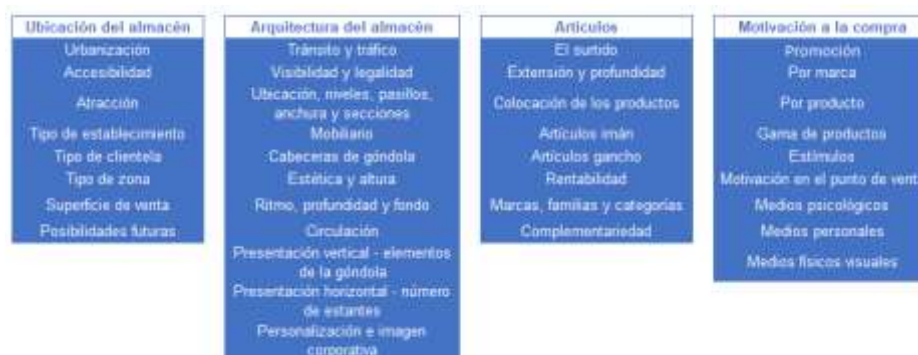 Ubicación del almacén
Urbanización
Accesibilidad
Atracción
Tipo de establecimiento
Tipo de clientela
Tipo de zona
Superficie de venta
Posibilidades futuras
Arquitectura del almacén
Tránsito y tráfico
Visibilidad y legalidad
Ubicación, niveles, pasillos,
anchura y secciones
Mobiliario
Cabeceras de góndola
Estética y altura
Ritmo, profundidad y fondo
Circulación
Presentación vertical - elementos
de la góndola
Presentación horizontal - número
de estantes
Personalización e imagen
corporativa
Artículos
El surtido
Extensión y profundidad
Colocación de los productos
Artículos imán
Artículos gancho
Rentabilidad
Marcas, familias y categorías
Complementariedad
Motivación a la compra
Promoción
Por marca
Por producto
Gama de productos
Estímulos
Motivación en el punto de vent
Medios psicológicos
Medios personales
Medios físicos visuales